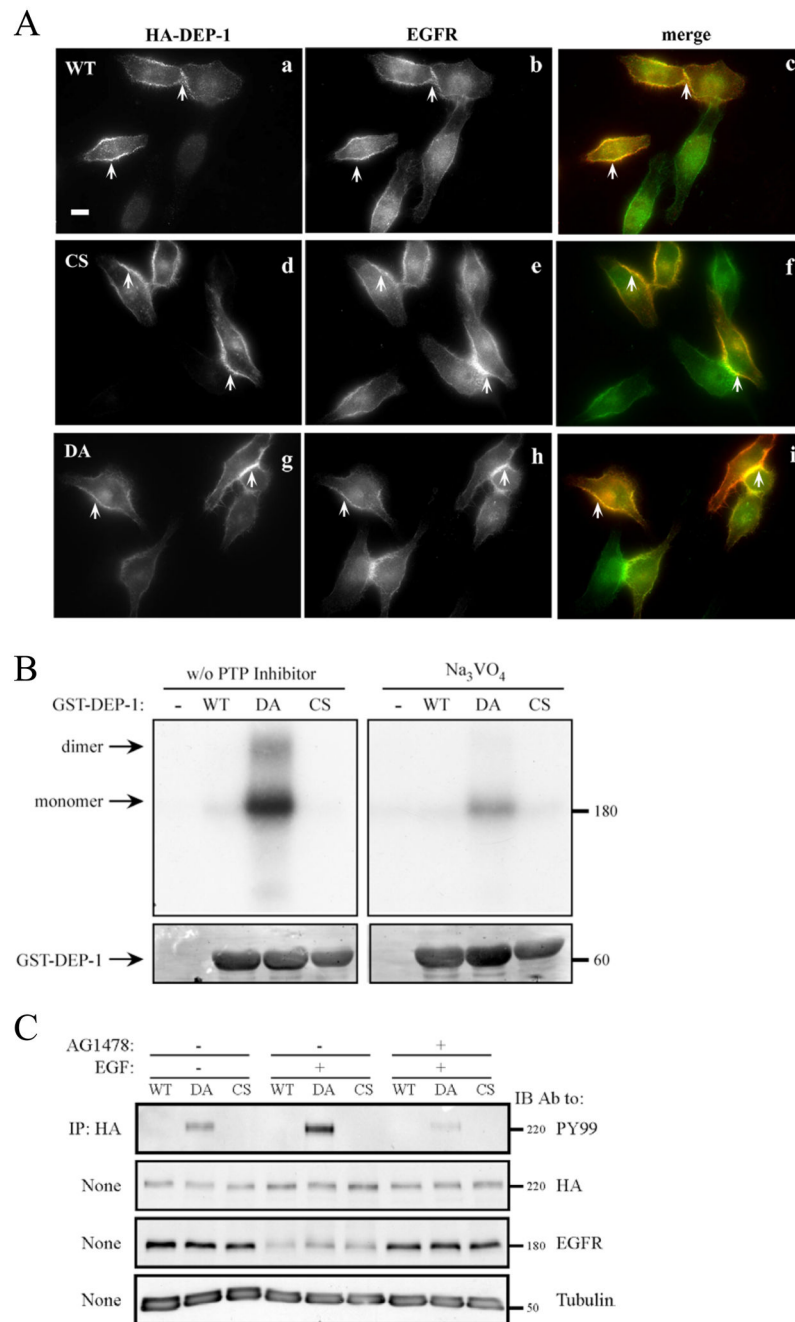 A
HA-DEP-1 EGFR merge
WT a b c
CS d e f
DA g h i
B
w/o PTP Inhibitor Na₃VO₄
GST-DEP-1: - WT DA CS - WT DA CS
dimer
monomer
180
GST-DEP-1 60
C
AG1478: - - +
EGF: - + +
WT DA CS WT DA CS WT DA CS IB Ab to:
IP: HA 220 PY99
None 220 HA
None 180 EGFR
None 50 Tubulin